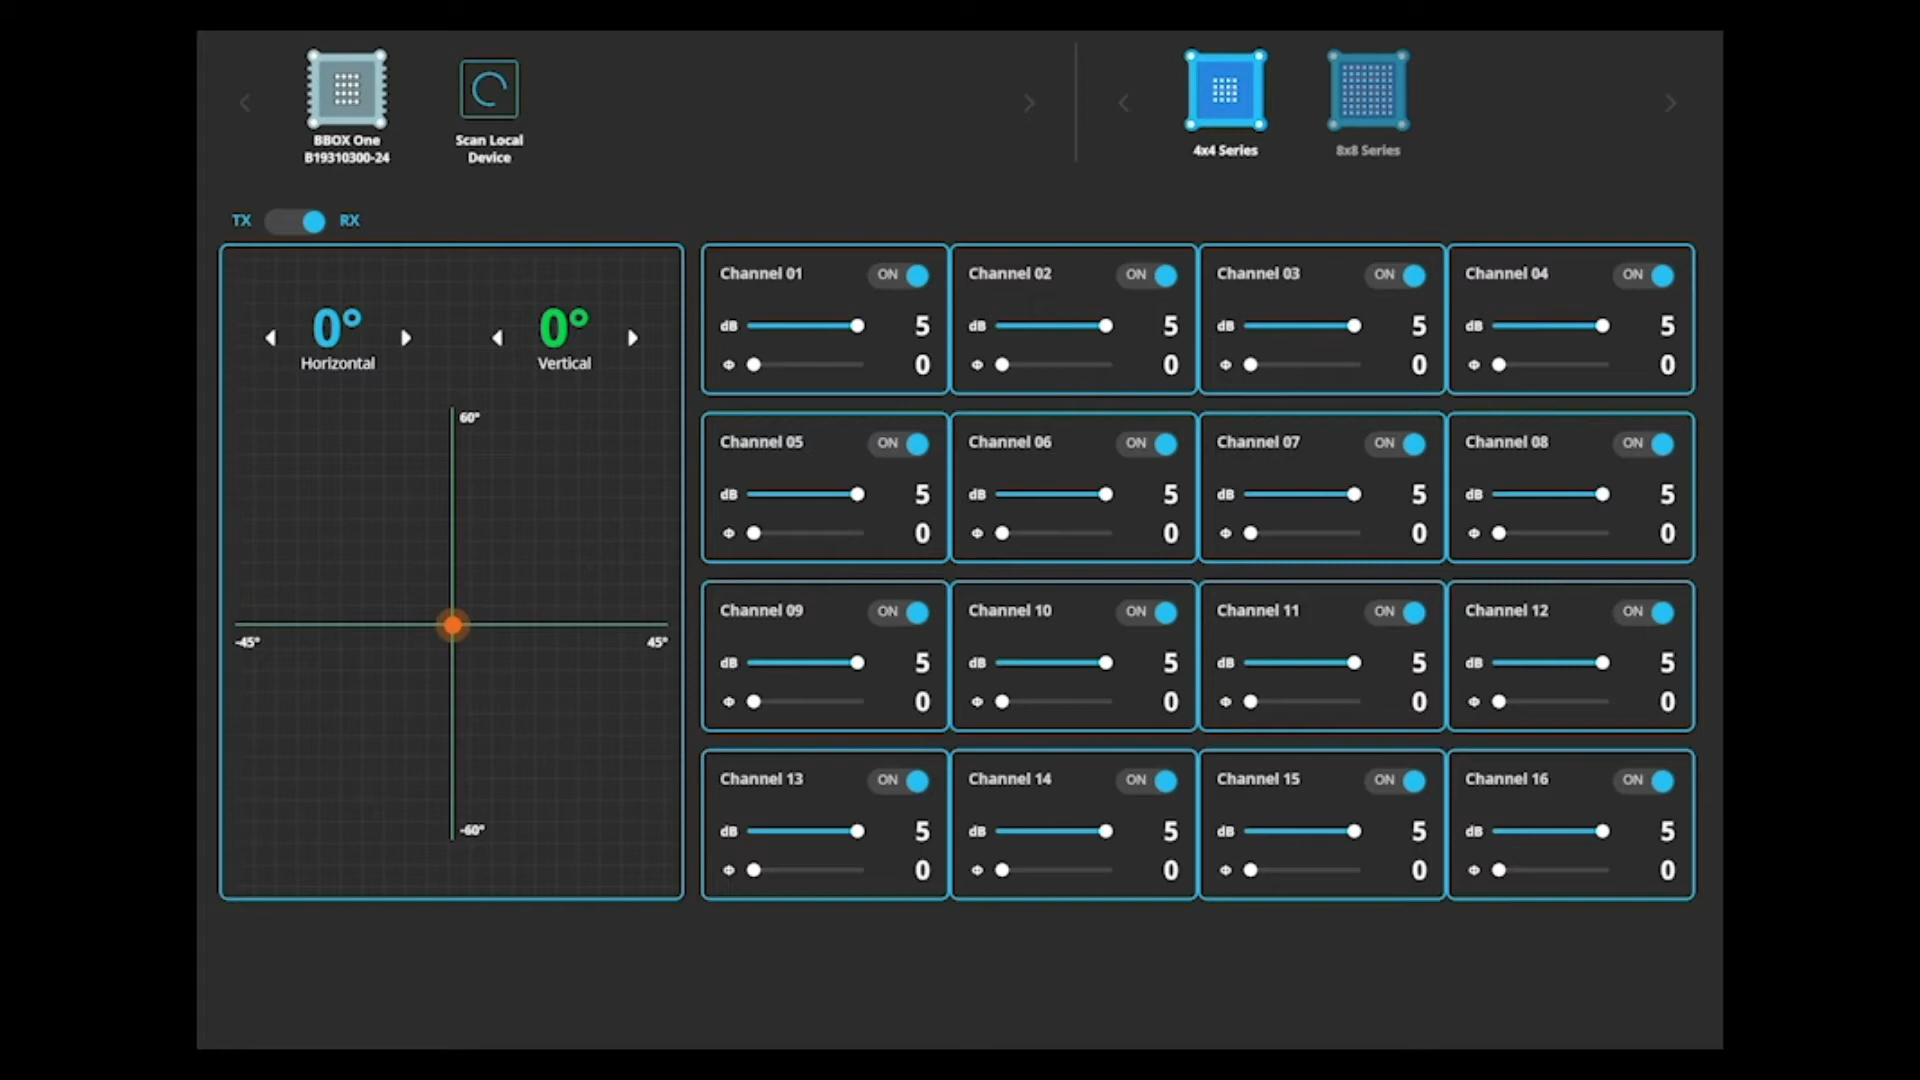 BBOX One
B19310300-24
Scan Local
Device
4x4 Series
8x8 Series
TX
RX
0°
Horizontal
0°
Vertical
60°
-45°
45°
-60°
Channel 01
ON
dB
5
Φ
0
Channel 02
ON
dB
5
Φ
0
Channel 03
ON
dB
5
Φ
0
Channel 04
ON
dB
5
Φ
0
Channel 05
ON
dB
5
Φ
0
Channel 06
ON
dB
5
Φ
0
Channel 07
ON
dB
5
Φ
0
Channel 08
ON
dB
5
Φ
0
Channel 09
ON
dB
5
Φ
0
Channel 10
ON
dB
5
Φ
0
Channel 11
ON
dB
5
Φ
0
Channel 12
ON
dB
5
Φ
0
Channel 13
ON
dB
5
Φ
0
Channel 14
ON
dB
5
Φ
0
Channel 15
ON
dB
5
Φ
0
Channel 16
ON
dB
5
Φ
0